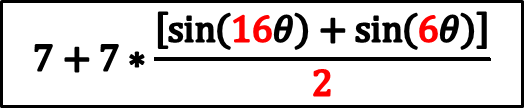 7 + 7 * [sin(16θ) + sin(6θ)] / 2